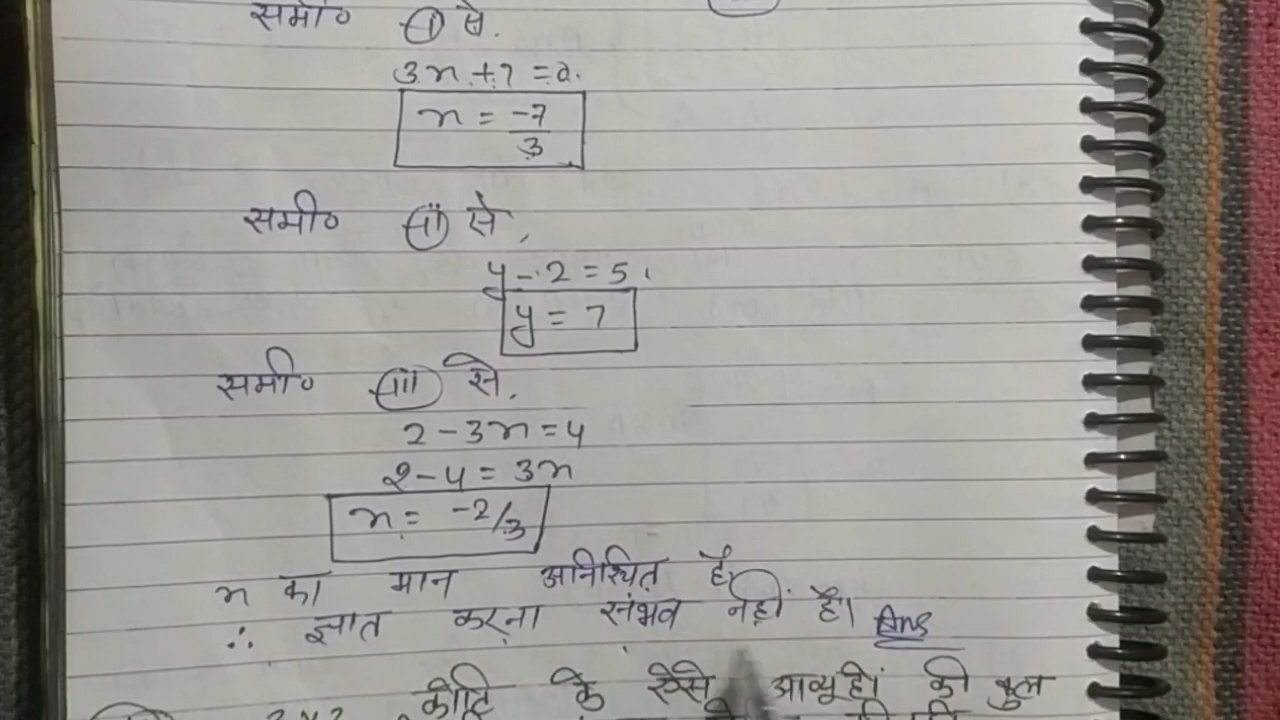 समी० (i) से.
3x + 7 = 0.
x = -7/3
समी० (ii) से,
y - 2 = 5.
y = 7
समी० (iii) से.
2 - 3x = 4
2 - 4 = 3x
x = -2/3
x का मान अनिश्चित है
∴ ज्ञात करना संभव नहीं है। Ans
कोटि के ऐसे आव्यूहों की कुल